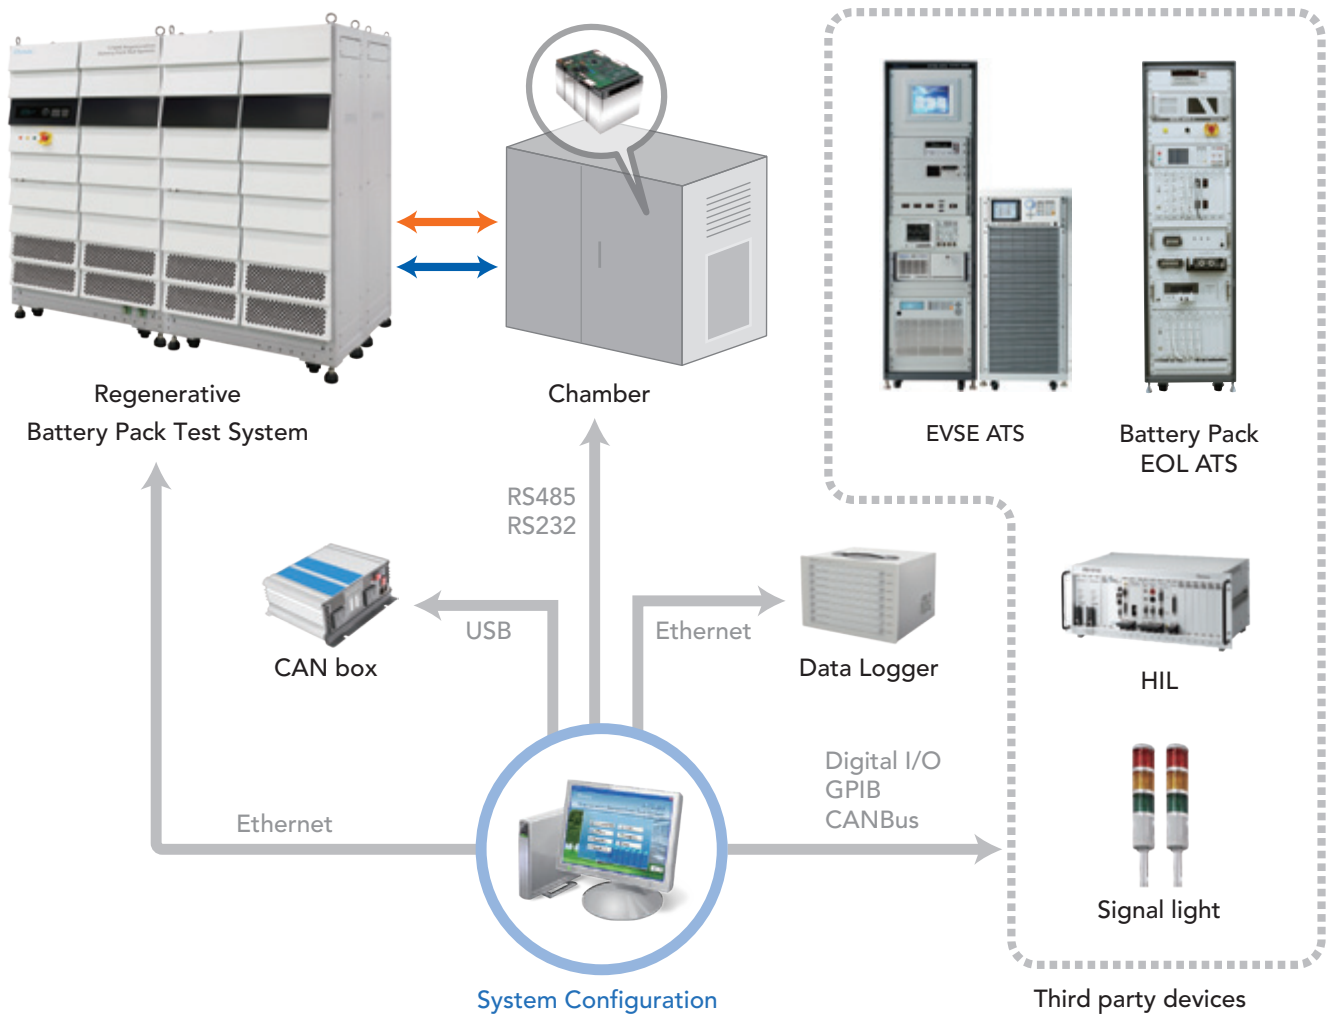 Regenerative
Battery Pack Test System
Chamber
EVSE ATS
Battery Pack
EOL ATS
RS485
RS232
USB
Ethernet
CAN box
Data Logger
HIL
Digital I/O
GPIB
CANBus
Ethernet
Signal light
System Configuration
Third party devices